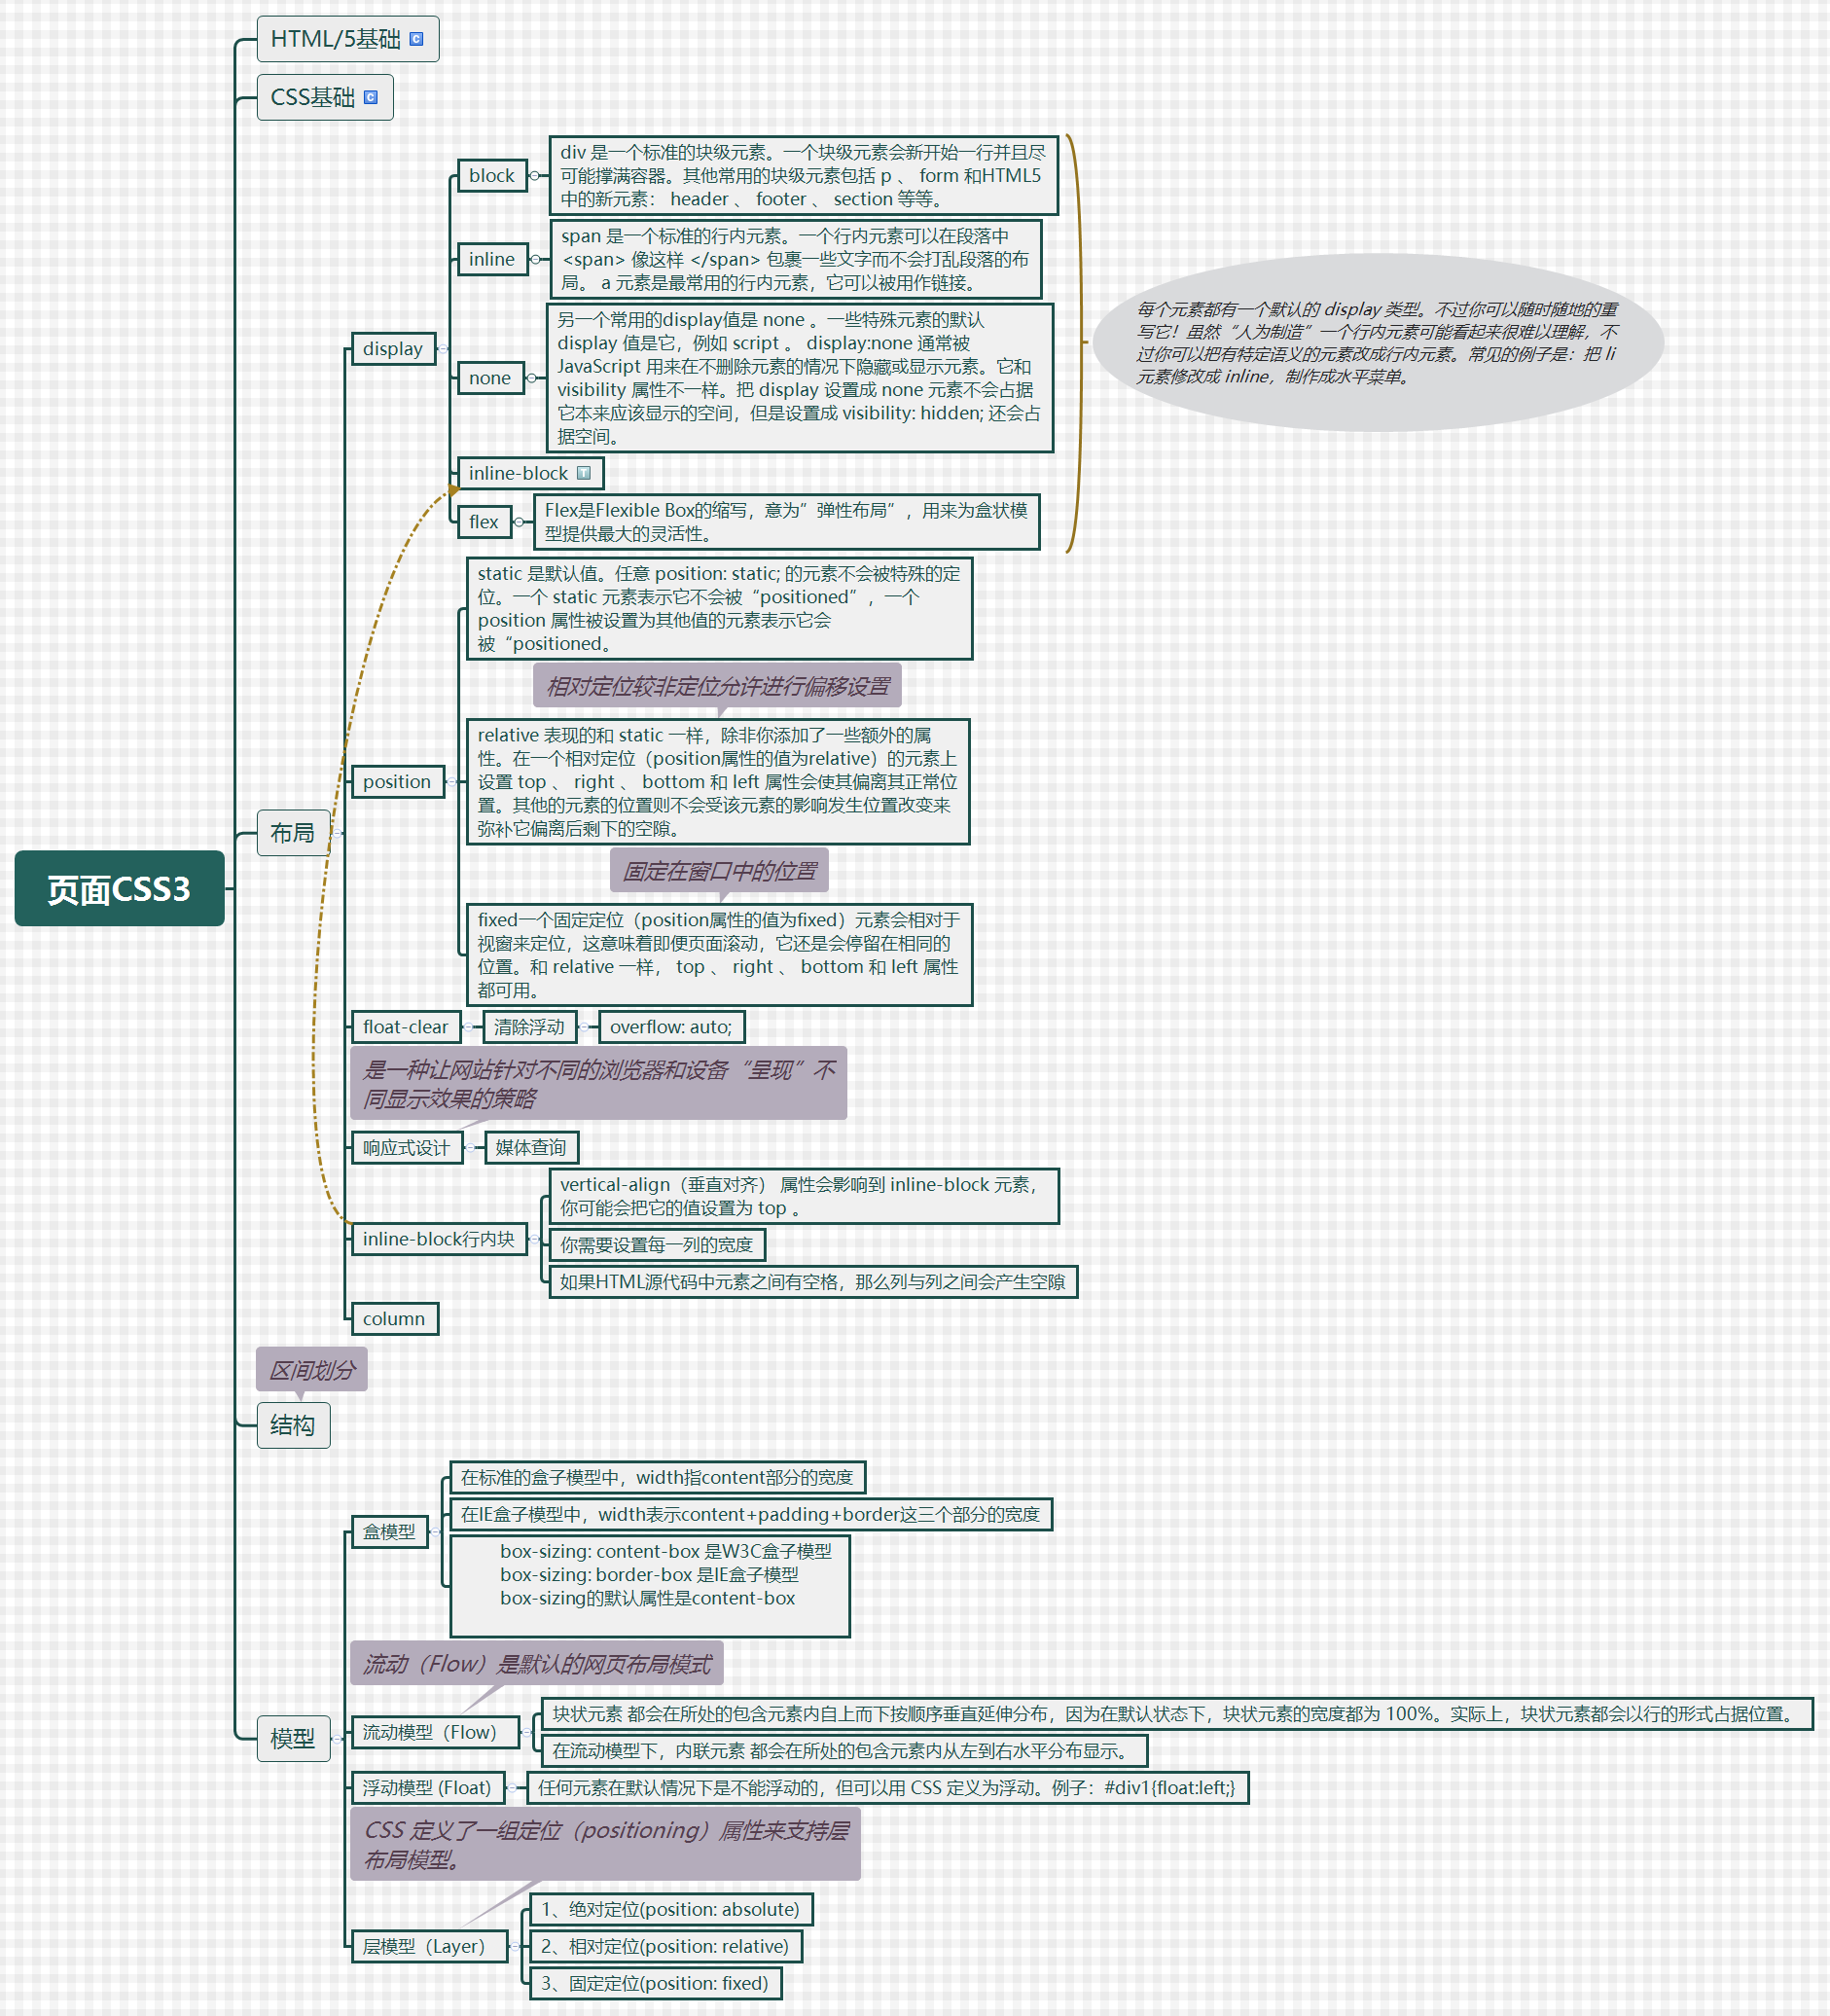 HTML/5基础
CSS基础
block
div 是一个标准的块级元素。一个块级元素会新开始一行并且尽
可能撑满容器。其他常用的块级元素包括 p 、 form 和HTML5
中的新元素： header 、 footer 、 section 等等。
inline
span 是一个标准的行内元素。一个行内元素可以在段落中
<span> 像这样 </span> 包裹一些文字而不会打乱段落的布
局。 a 元素是最常用的行内元素，它可以被用作链接。
display
none
另一个常用的display值是 none 。一些特殊元素的默认
display 值是它，例如 script 。 display:none 通常被
JavaScript 用来在不删除元素的情况下隐藏或显示元素。它和
visibility 属性不一样。把 display 设置成 none 元素不会占据
它本来应该显示的空间，但是设置成 visibility: hidden; 还会占
据空间。
inline-block
flex
Flex是Flexible Box的缩写，意为”弹性布局”，用来为盒状模
型提供最大的灵活性。
每个元素都有一个默认的 display 类型。不过你可以随时随地的重
写它！虽然“人为制造”一个行内元素可能看起来很难以理解，不
过你可以把有特定语义的元素改成行内元素。常见的例子是：把 li
元素修改成 inline，制作成水平菜单。
static 是默认值。任意 position: static; 的元素不会被特殊的定
位。一个 static 元素表示它不会被“positioned”，一个
position 属性被设置为其他值的元素表示它会
被“positioned。
相对定位较非定位允许进行偏移设置
position
relative 表现的和 static 一样，除非你添加了一些额外的属
性。在一个相对定位（position属性的值为relative）的元素上
设置 top 、 right 、 bottom 和 left 属性会使其偏离其正常位
置。其他的元素的位置则不会受该元素的影响发生位置改变来
弥补它偏离后剩下的空隙。
布局
页面CSS3
固定在窗口中的位置
fixed一个固定定位（position属性的值为fixed）元素会相对于
视窗来定位，这意味着即便页面滚动，它还是会停留在相同的
位置。和 relative 一样， top 、 right 、 bottom 和 left 属性
都可用。
float-clear
清除浮动
overflow: auto;
是一种让网站针对不同的浏览器和设备“呈现”不
同显示效果的策略
响应式设计
媒体查询
inline-block行内块
vertical-align（垂直对齐） 属性会影响到 inline-block 元素，
你可能会把它的值设置为 top 。
你需要设置每一列的宽度
如果HTML源代码中元素之间有空格，那么列与列之间会产生空隙
column
区间划分
结构
盒模型
在标准的盒子模型中，width指content部分的宽度
在IE盒子模型中，width表示content+padding+border这三个部分的宽度
box-sizing: content-box 是W3C盒子模型
box-sizing: border-box 是IE盒子模型
box-sizing的默认属性是content-box
流动（Flow）是默认的网页布局模式
模型
流动模型（Flow）
块状元素 都会在所处的包含元素内自上而下按顺序垂直延伸分布，因为在默认状态下，块状元素的宽度都为 100%。实际上，块状元素都会以行的形式占据位置。
在流动模型下，内联元素 都会在所处的包含元素内从左到右水平分布显示。
浮动模型 (Float)
任何元素在默认情况下是不能浮动的，但可以用 CSS 定义为浮动。例子：#div1{float:left;}
CSS 定义了一组定位（positioning）属性来支持层
布局模型。
层模型（Layer）
1、绝对定位(position: absolute)
2、相对定位(position: relative)
3、固定定位(position: fixed)